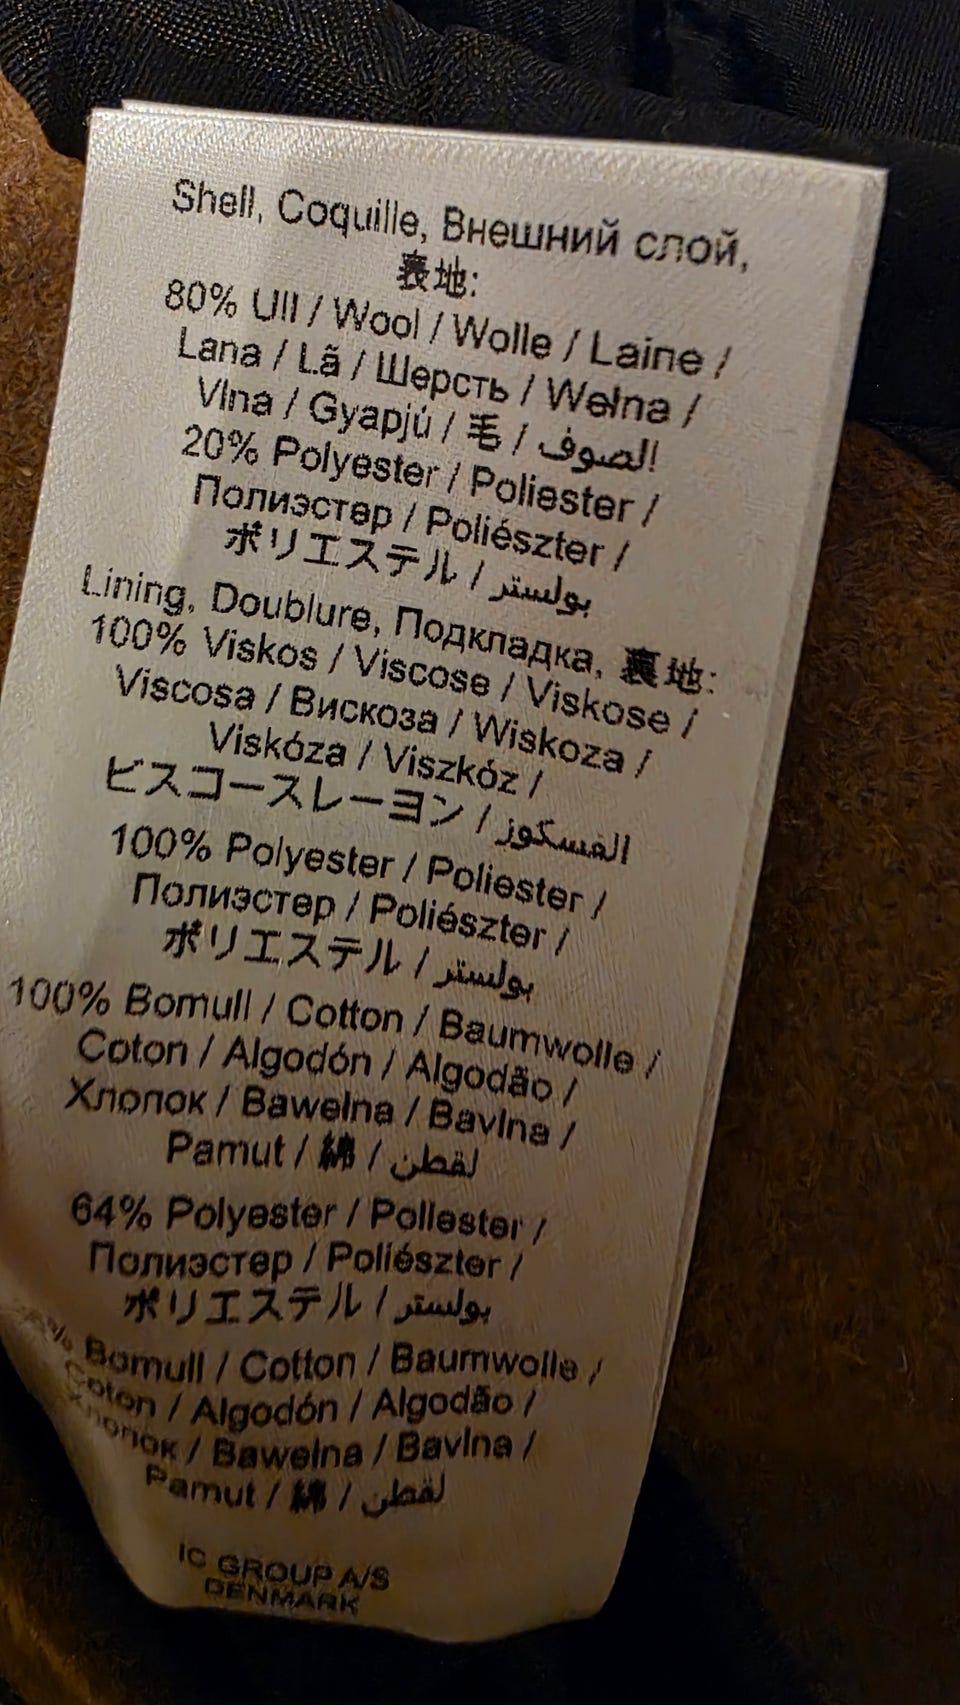 Shell, Coquille, Внешний слой,
表地:
80% Ull / Wool / Wolle / Laine /
Lana / Lã / Шерсть / Wełna /
Vlna / Gyapjú / 毛 / الصوف
20% Polyester / Poliester /
Полиэстер / Poliészter /
ポリエステル / بولستر
Lining, Doublure, Подкладка, 裏地:
100% Viskos / Viscose / Viskose /
Viscosa / Вискоза / Wiskoza /
Viskóza / Viszkóz /
ビスコースレーヨン / الفسكوز
100% Polyester / Poliester /
Полиэстер / Poliészter /
ポリエステル / بولستر
100% Bomull / Cotton / Baumwolle /
Coton / Algodón / Algodão /
Хлопок / Bawełna / Bavlna /
Pamut / 綿 / لقطن
64% Polyester / Poliester /
Полиэстер / Poliészter /
ポリエステル / بولستر
% Bomull / Cotton / Baumwolle /
Coton / Algodón / Algodão /
Хлопок / Bawełna / Bavlna /
Pamut / 綿 / لقطن
IC GROUP A/S
DENMARK